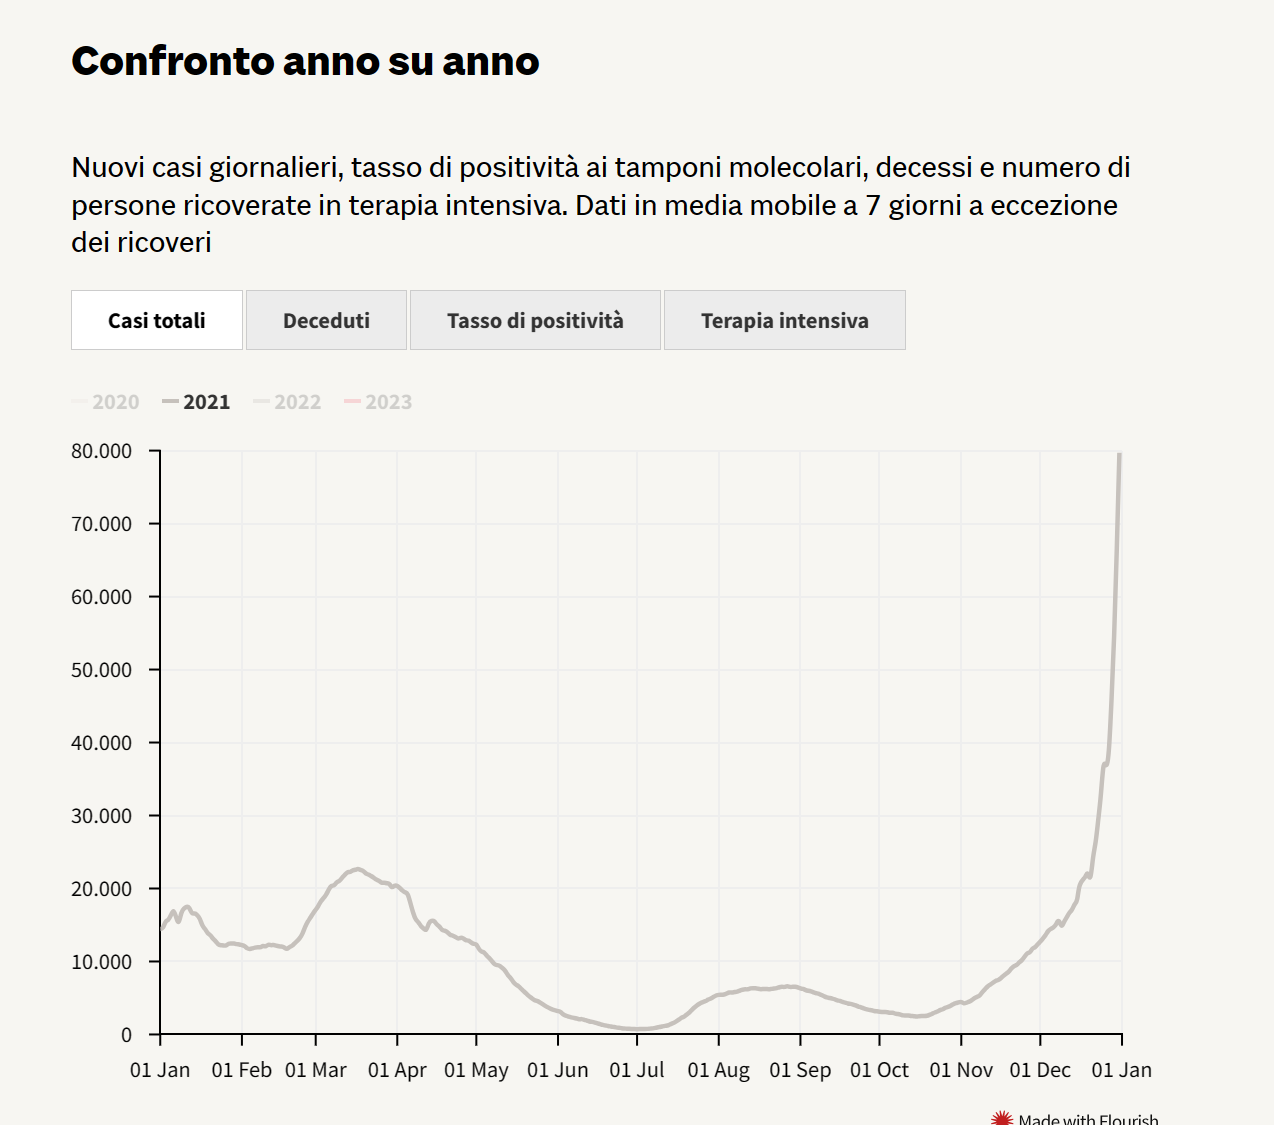 Confronto anno su anno
Nuovi casi giornalieri, tasso di positività ai tamponi molecolari, decessi e numero di
persone ricoverate in terapia intensiva. Dati in media mobile a 7 giorni a eccezione
dei ricoveri
Casi totali Deceduti Tasso di positività Terapia intensiva
2020 2021 2022 2023
80.000
70.000
60.000
50.000
40.000
30.000
20.000
10.000
0
01 Jan 01 Feb 01 Mar 01 Apr 01 May 01 Jun 01 Jul 01 Aug 01 Sep 01 Oct 01 Nov 01 Dec 01 Jan
Made with Flourish